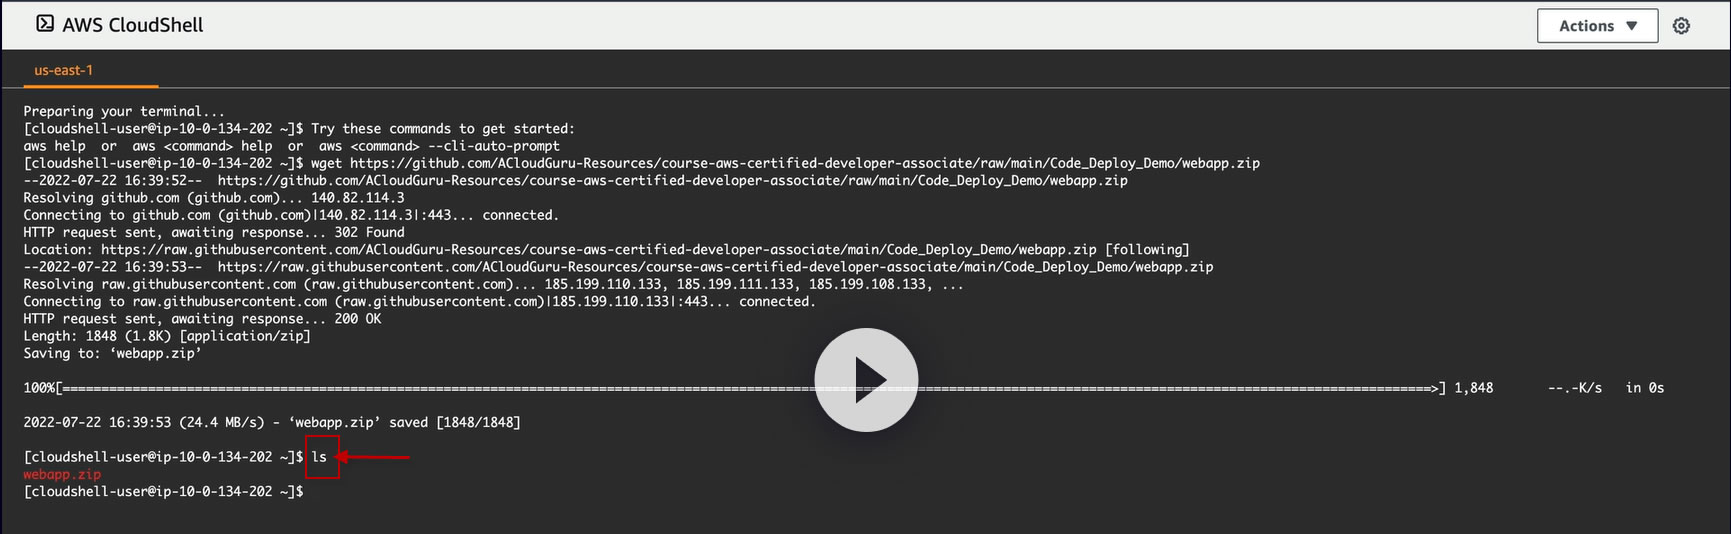 AWS CloudShell
Actions
us-east-1
Preparing your terminal...
[cloudshell-user@ip-10-0-134-202 ~]$ Try these commands to get started:
aws help  or  aws <command> help  or  aws <command> --cli-auto-prompt
[cloudshell-user@ip-10-0-134-202 ~]$ wget https://github.com/ACloudGuru-Resources/course-aws-certified-developer-associate/raw/main/Code_Deploy_Demo/webapp.zip
--2022-07-22 16:39:52--  https://github.com/ACloudGuru-Resources/course-aws-certified-developer-associate/raw/main/Code_Deploy_Demo/webapp.zip
Resolving github.com (github.com)... 140.82.114.3
Connecting to github.com (github.com)|140.82.114.3|:443... connected.
HTTP request sent, awaiting response... 302 Found
Location: https://raw.githubusercontent.com/ACloudGuru-Resources/course-aws-certified-developer-associate/main/Code_Deploy_Demo/webapp.zip [following]
--2022-07-22 16:39:53--  https://raw.githubusercontent.com/ACloudGuru-Resources/course-aws-certified-developer-associate/main/Code_Deploy_Demo/webapp.zip
Resolving raw.githubusercontent.com (raw.githubusercontent.com)... 185.199.110.133, 185.199.111.133, 185.199.108.133, ...
Connecting to raw.githubusercontent.com (raw.githubusercontent.com)|185.199.110.133|:443... connected.
HTTP request sent, awaiting response... 200 OK
Length: 1848 (1.8K) [application/zip]
Saving to: ‘webapp.zip’
100%[=====================================================>] 1,848       --.-K/s   in 0s
2022-07-22 16:39:53 (24.4 MB/s) - ‘webapp.zip’ saved [1848/1848]
[cloudshell-user@ip-10-0-134-202 ~]$ ls
webapp.zip
[cloudshell-user@ip-10-0-134-202 ~]$